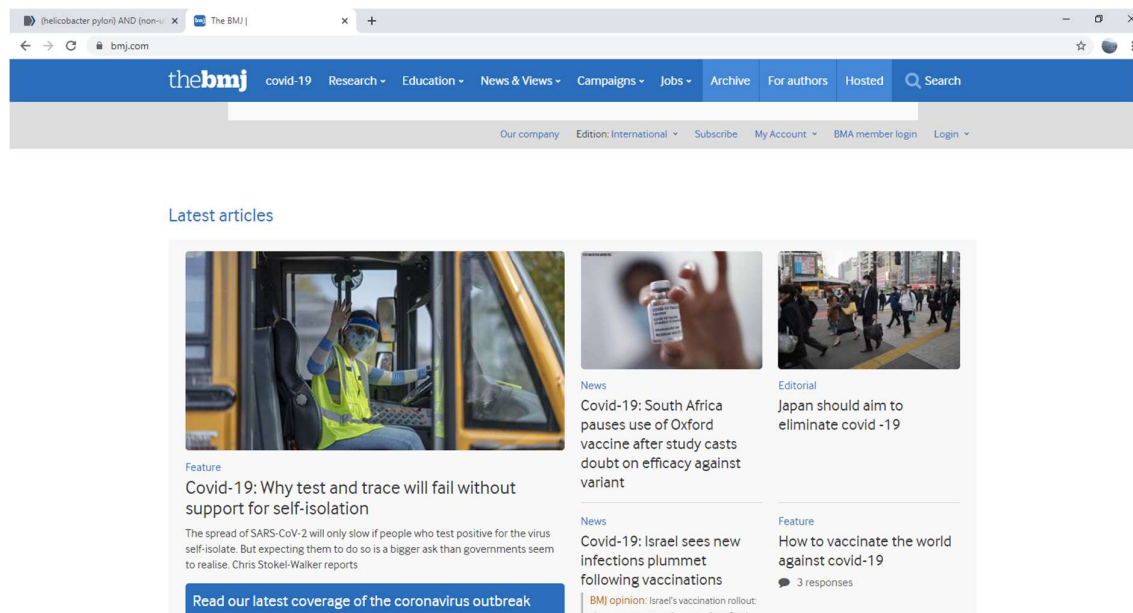 (helicobacter pylori) AND (non-u
The BMJ |
bmj.com
thebmj
covid-19
Research
Education
News & Views
Campaigns
Jobs
Archive
For authors
Hosted
Search
Our company
Edition: International
Subscribe
My Account
BMA member login
Login
Latest articles
Feature
Covid-19: Why test and trace will fail without
support for self-isolation
The spread of SARS-CoV-2 will only slow if people who test positive for the virus
self-isolate. But expecting them to do so is a bigger ask than governments seem
to realise. Chris Stokel-Walker reports
Read our latest coverage of the coronavirus outbreak
News
Covid-19: South Africa
pauses use of Oxford
vaccine after study casts
doubt on efficacy against
variant
Editorial
Japan should aim to
eliminate covid -19
News
Covid-19: Israel sees new
infections plummet
following vaccinations
BMJ opinion: Israel's vaccination rollout:
Feature
How to vaccinate the world
against covid-19
3 responses